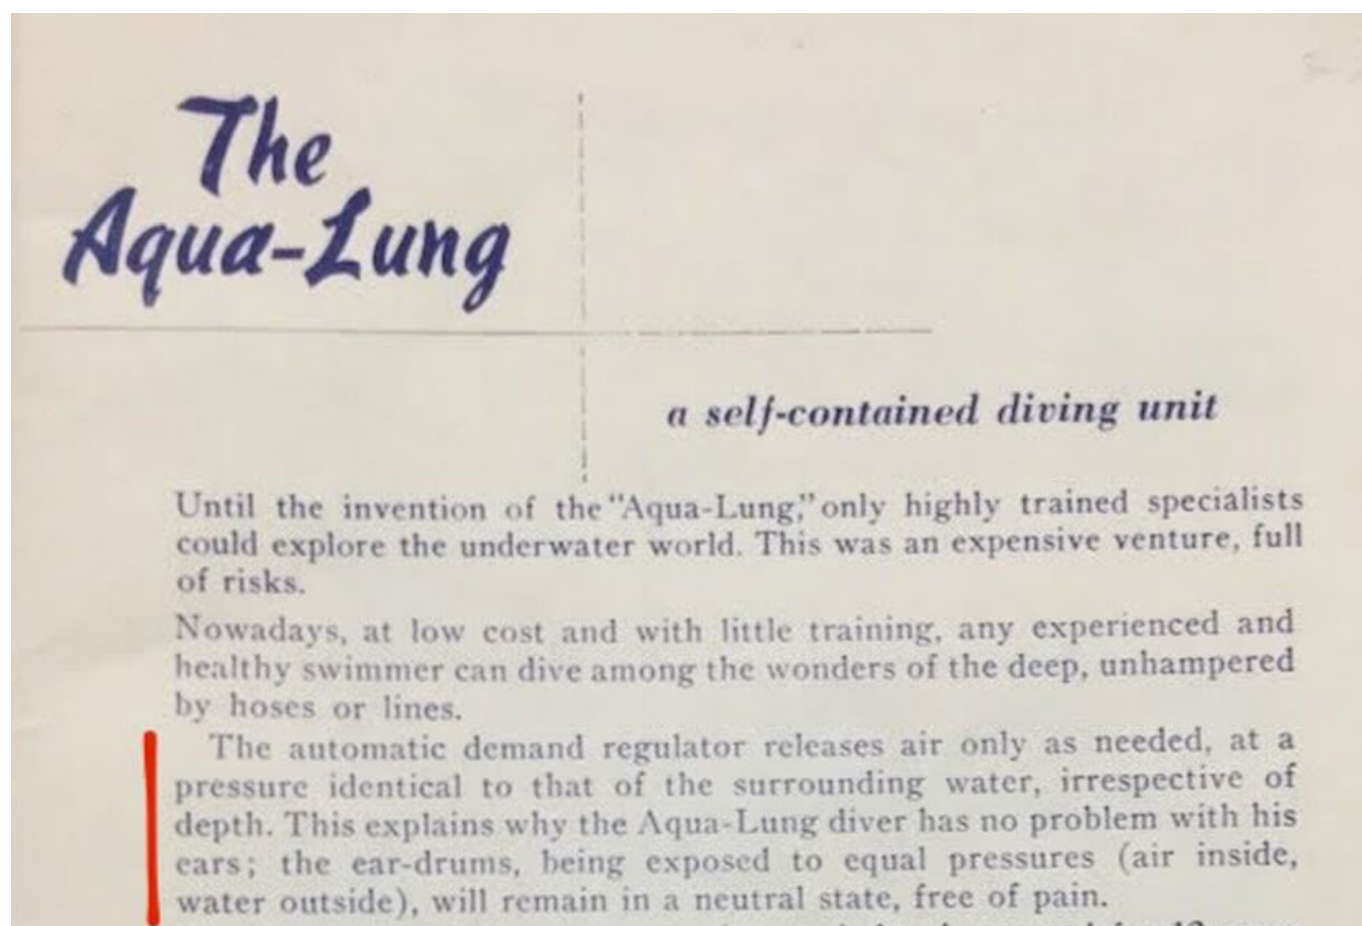 The
Aqua-Lung
a self-contained diving unit
Until the invention of the "Aqua-Lung," only highly trained specialists
could explore the underwater world. This was an expensive venture, full
of risks.
Nowadays, at low cost and with little training, any experienced and
healthy swimmer can dive among the wonders of the deep, unhampered
by hoses or lines.
The automatic demand regulator releases air only as needed, at a
pressure identical to that of the surrounding water, irrespective of
depth. This explains why the Aqua-Lung diver has no problem with his
ears; the ear-drums, being exposed to equal pressures (air inside,
water outside), will remain in a neutral state, free of pain.